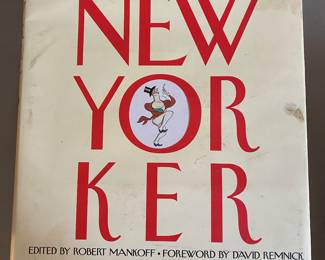 NEW
YOR
KER
EDITED BY ROBERT MANKOFF • FOREWORD BY DAVID REMNICK